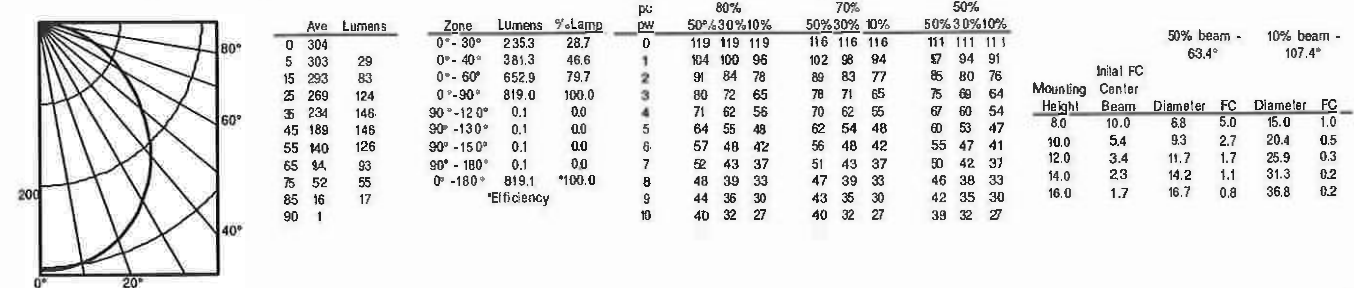 80°
60°
40°
200
0° 20°
Ave Lumens
0 304
5 303 29
15 293 83
25 269 124
35 234 146
45 189 146
55 140 126
65 94 93
75 52 55
85 16 17
90 1
Zone Lumens %Lamp
0°- 30° 235.3 28.7
0°- 40° 381.3 46.6
0°- 60° 652.9 79.7
0°-90° 819.0 100.0
90°-120° 0.1 0.0
90°-130° 0.1 0.0
90°-150° 0.1 0.0
90°-180° 0.1 0.0
0°-180° 819.1 *100.0
*Efficiency
pc 80% 70% 50%
pw 50%30%10% 50%30% 10% 50%30%10%
0 119 119 119 116 116 116 111 111 111
1 104 100 96 102 98 94 97 94 91
2 91 84 78 89 83 77 85 80 76
3 80 72 65 78 71 65 75 69 64
4 71 62 56 70 62 55 67 60 54
5 64 55 48 62 54 48 60 53 47
6 57 48 42 56 48 42 55 47 41
7 52 43 37 51 43 37 50 42 37
8 48 39 33 47 39 33 46 38 33
9 44 36 30 43 35 30 42 35 30
10 40 32 27 40 32 27 39 32 27
50% beam - 10% beam -
63.4° 107.4°
Inital FC
Mounting Center
Height Beam Diameter FC Diameter FC
8.0 10.0 6.8 5.0 15.0 1.0
10.0 5.4 9.3 2.7 20.4 0.5
12.0 3.4 11.7 1.7 25.9 0.3
14.0 2.3 14.2 1.1 31.3 0.2
16.0 1.7 16.7 0.8 36.8 0.2